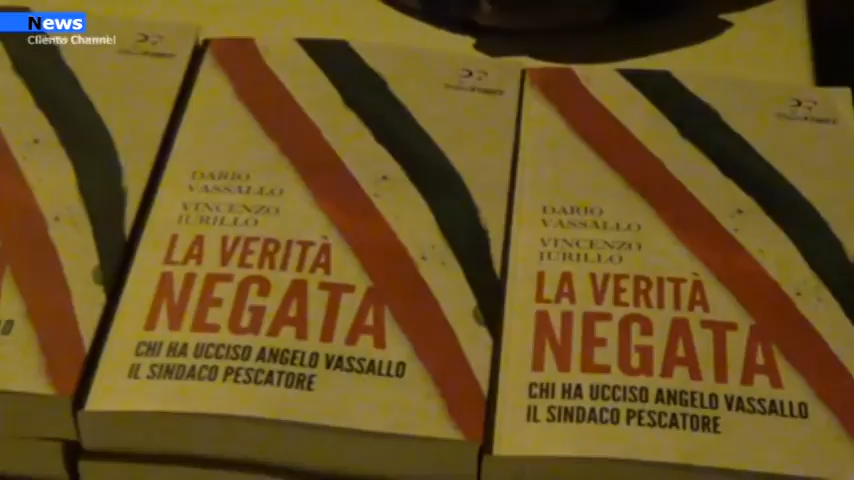 News
Cilento Channel
DARIO
VASSALLO
VINCENZO
IURILLO
LA VERITÀ
NEGATA
CHI HA UCCISO ANGELO VASSALLO
IL SINDACO PESCATORE
DARIO
VASSALLO
VINCENZO
IURILLO
LA VERITÀ
NEGATA
CHI HA UCCISO ANGELO VASSALLO
IL SINDACO PESCATORE